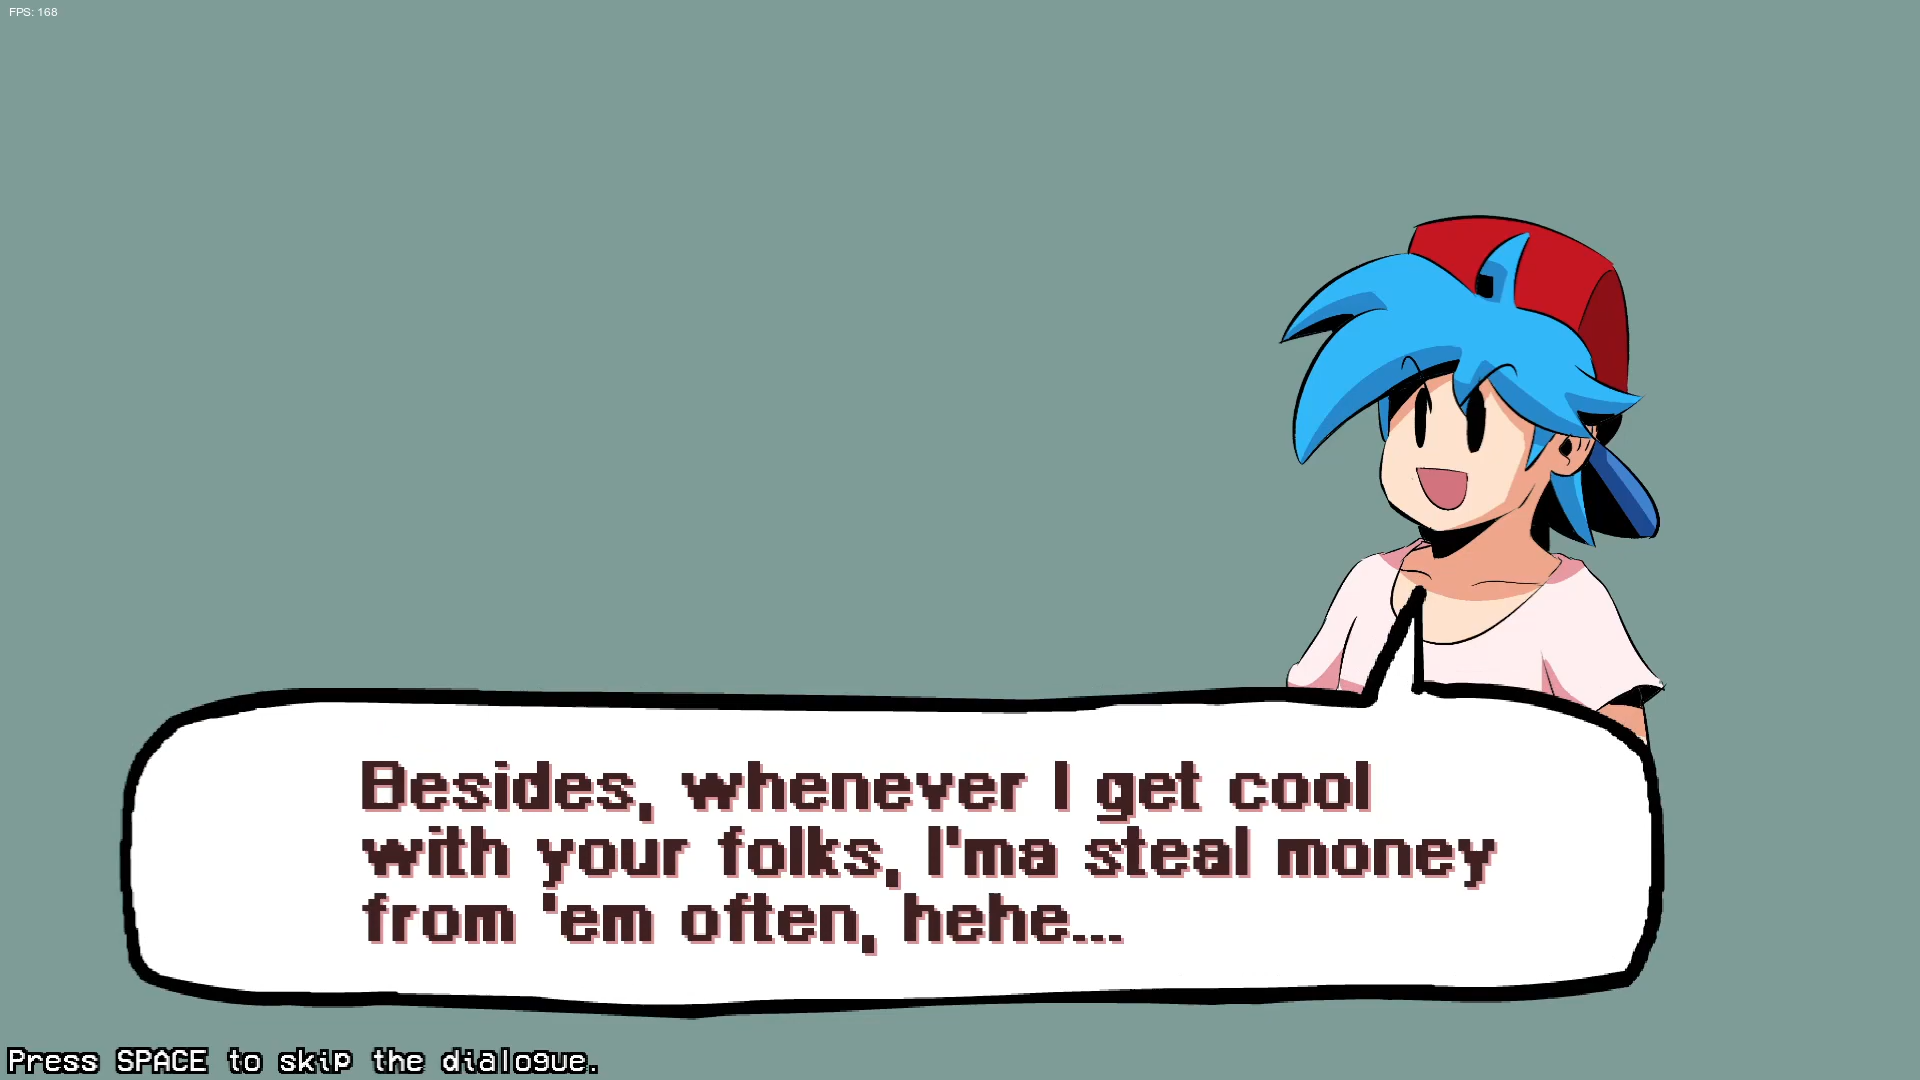 FPS: 168
Besides, whenever I get cool
with your folks, I'ma steal money
from 'em often, hehe...
Press SPACE to skip the dialogue.